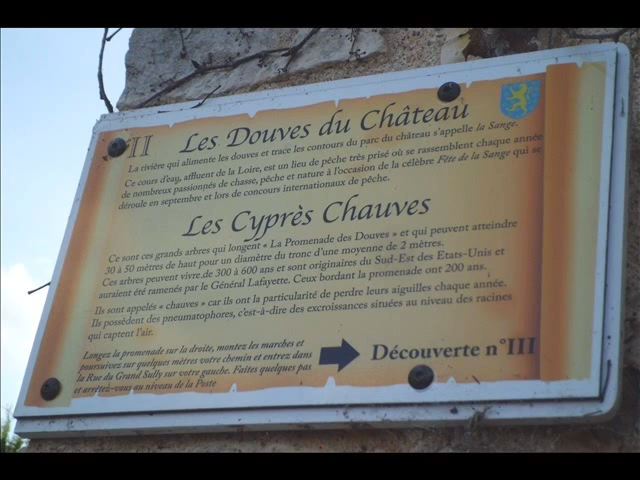 II Les Douves du Château
La rivière qui alimente les douves et trace les contours du parc du château s'appelle la Sange.
Ce cours d'eau, affluent de la Loire, est un lieu de pêche très prisé où se rassemblent chaque année
de nombreux passionnés de chasse, pêche et nature à l'occasion de la célèbre Fête de la Sange qui se
déroule en septembre et lors de concours internationaux de pêche.
Les Cyprès Chauves
Ce sont ces grands arbres qui longent « La Promenade des Douves » et qui peuvent atteindre
30 à 50 mètres de haut pour un diamètre du tronc d'une moyenne de 2 mètres.
Ces arbres peuvent vivre de 300 à 600 ans et sont originaires du Sud-Est des Etats-Unis et
auraient été ramenés par le Général Lafayette. Ceux bordant la promenade ont 200 ans.
Ils sont appelés « chauves » car ils ont la particularité de perdre leurs aiguilles chaque année.
Ils possèdent des pneumatophores, c'est-à-dire des excroissances situées au niveau des racines
qui captent l'air.
Longez la promenade sur la droite, montez les marches et
poursuivez sur quelques mètres votre chemin et entrez dans
la Rue du Grand Sully sur votre gauche. Faites quelques pas
et arrêtez-vous au niveau de la Poste
Découverte n°III